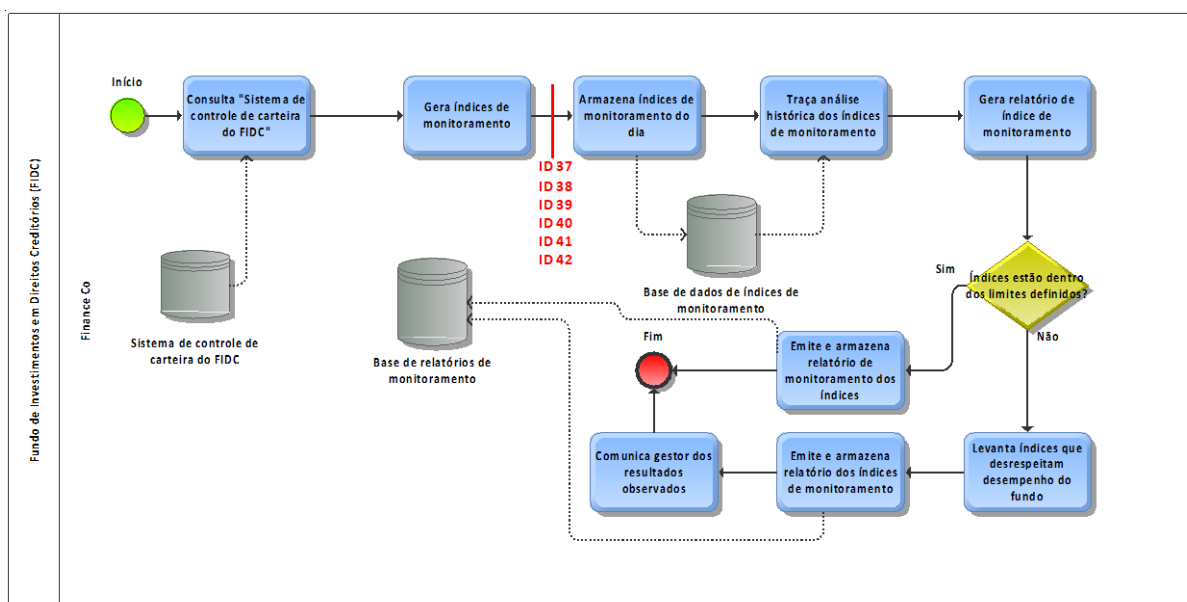 Fundo de Investimentos em Direitos Creditórios (FIDC)
Finance Co
Início
Consulta "Sistema de
controle de carteira
do FIDC"
Gera índices de
monitoramento
Armazena índices de
monitoramento do
dia
Traça análise
histórica dos índices
de monitoramento
Gera relatório de
índice de
monitoramento
ID 37
ID 38
ID 39
ID 40
ID 41
ID 42
Sistema de controle de
carteira do FIDC
Base de relatórios de
monitoramento
Base de dados de índices de
monitoramento
Índices estão dentro
dos limites definidos?
Sim
Não
Fim
Emite e armazena
relatório de
monitoramento dos
índices
Comunica gestor dos
resultados
observados
Emite e armazena
relatório dos índices
de monitoramento
Levanta índices que
desrespeitam
desempenho do
fundo